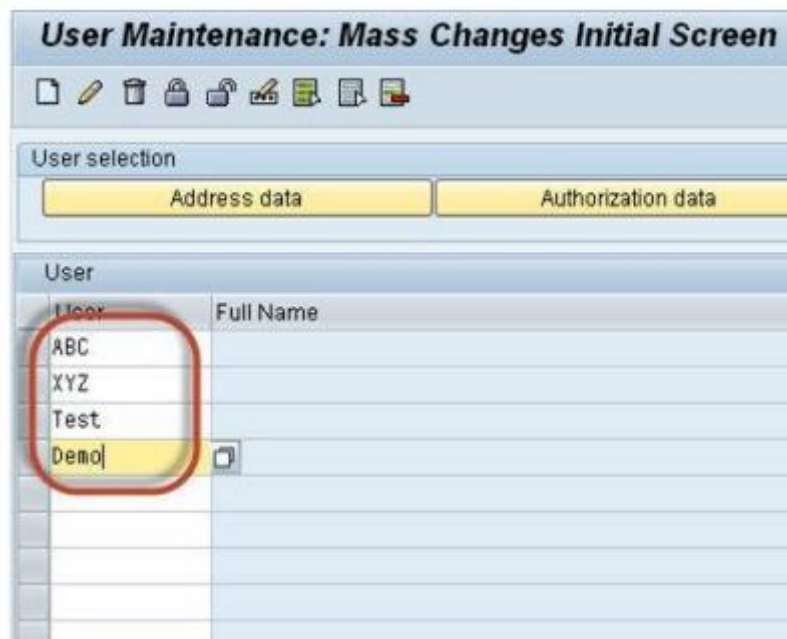 User Maintenance: Mass Changes Initial Screen
User selection
Address data Authorization data
User
User Full Name
ABC
XYZ
Test
Demo